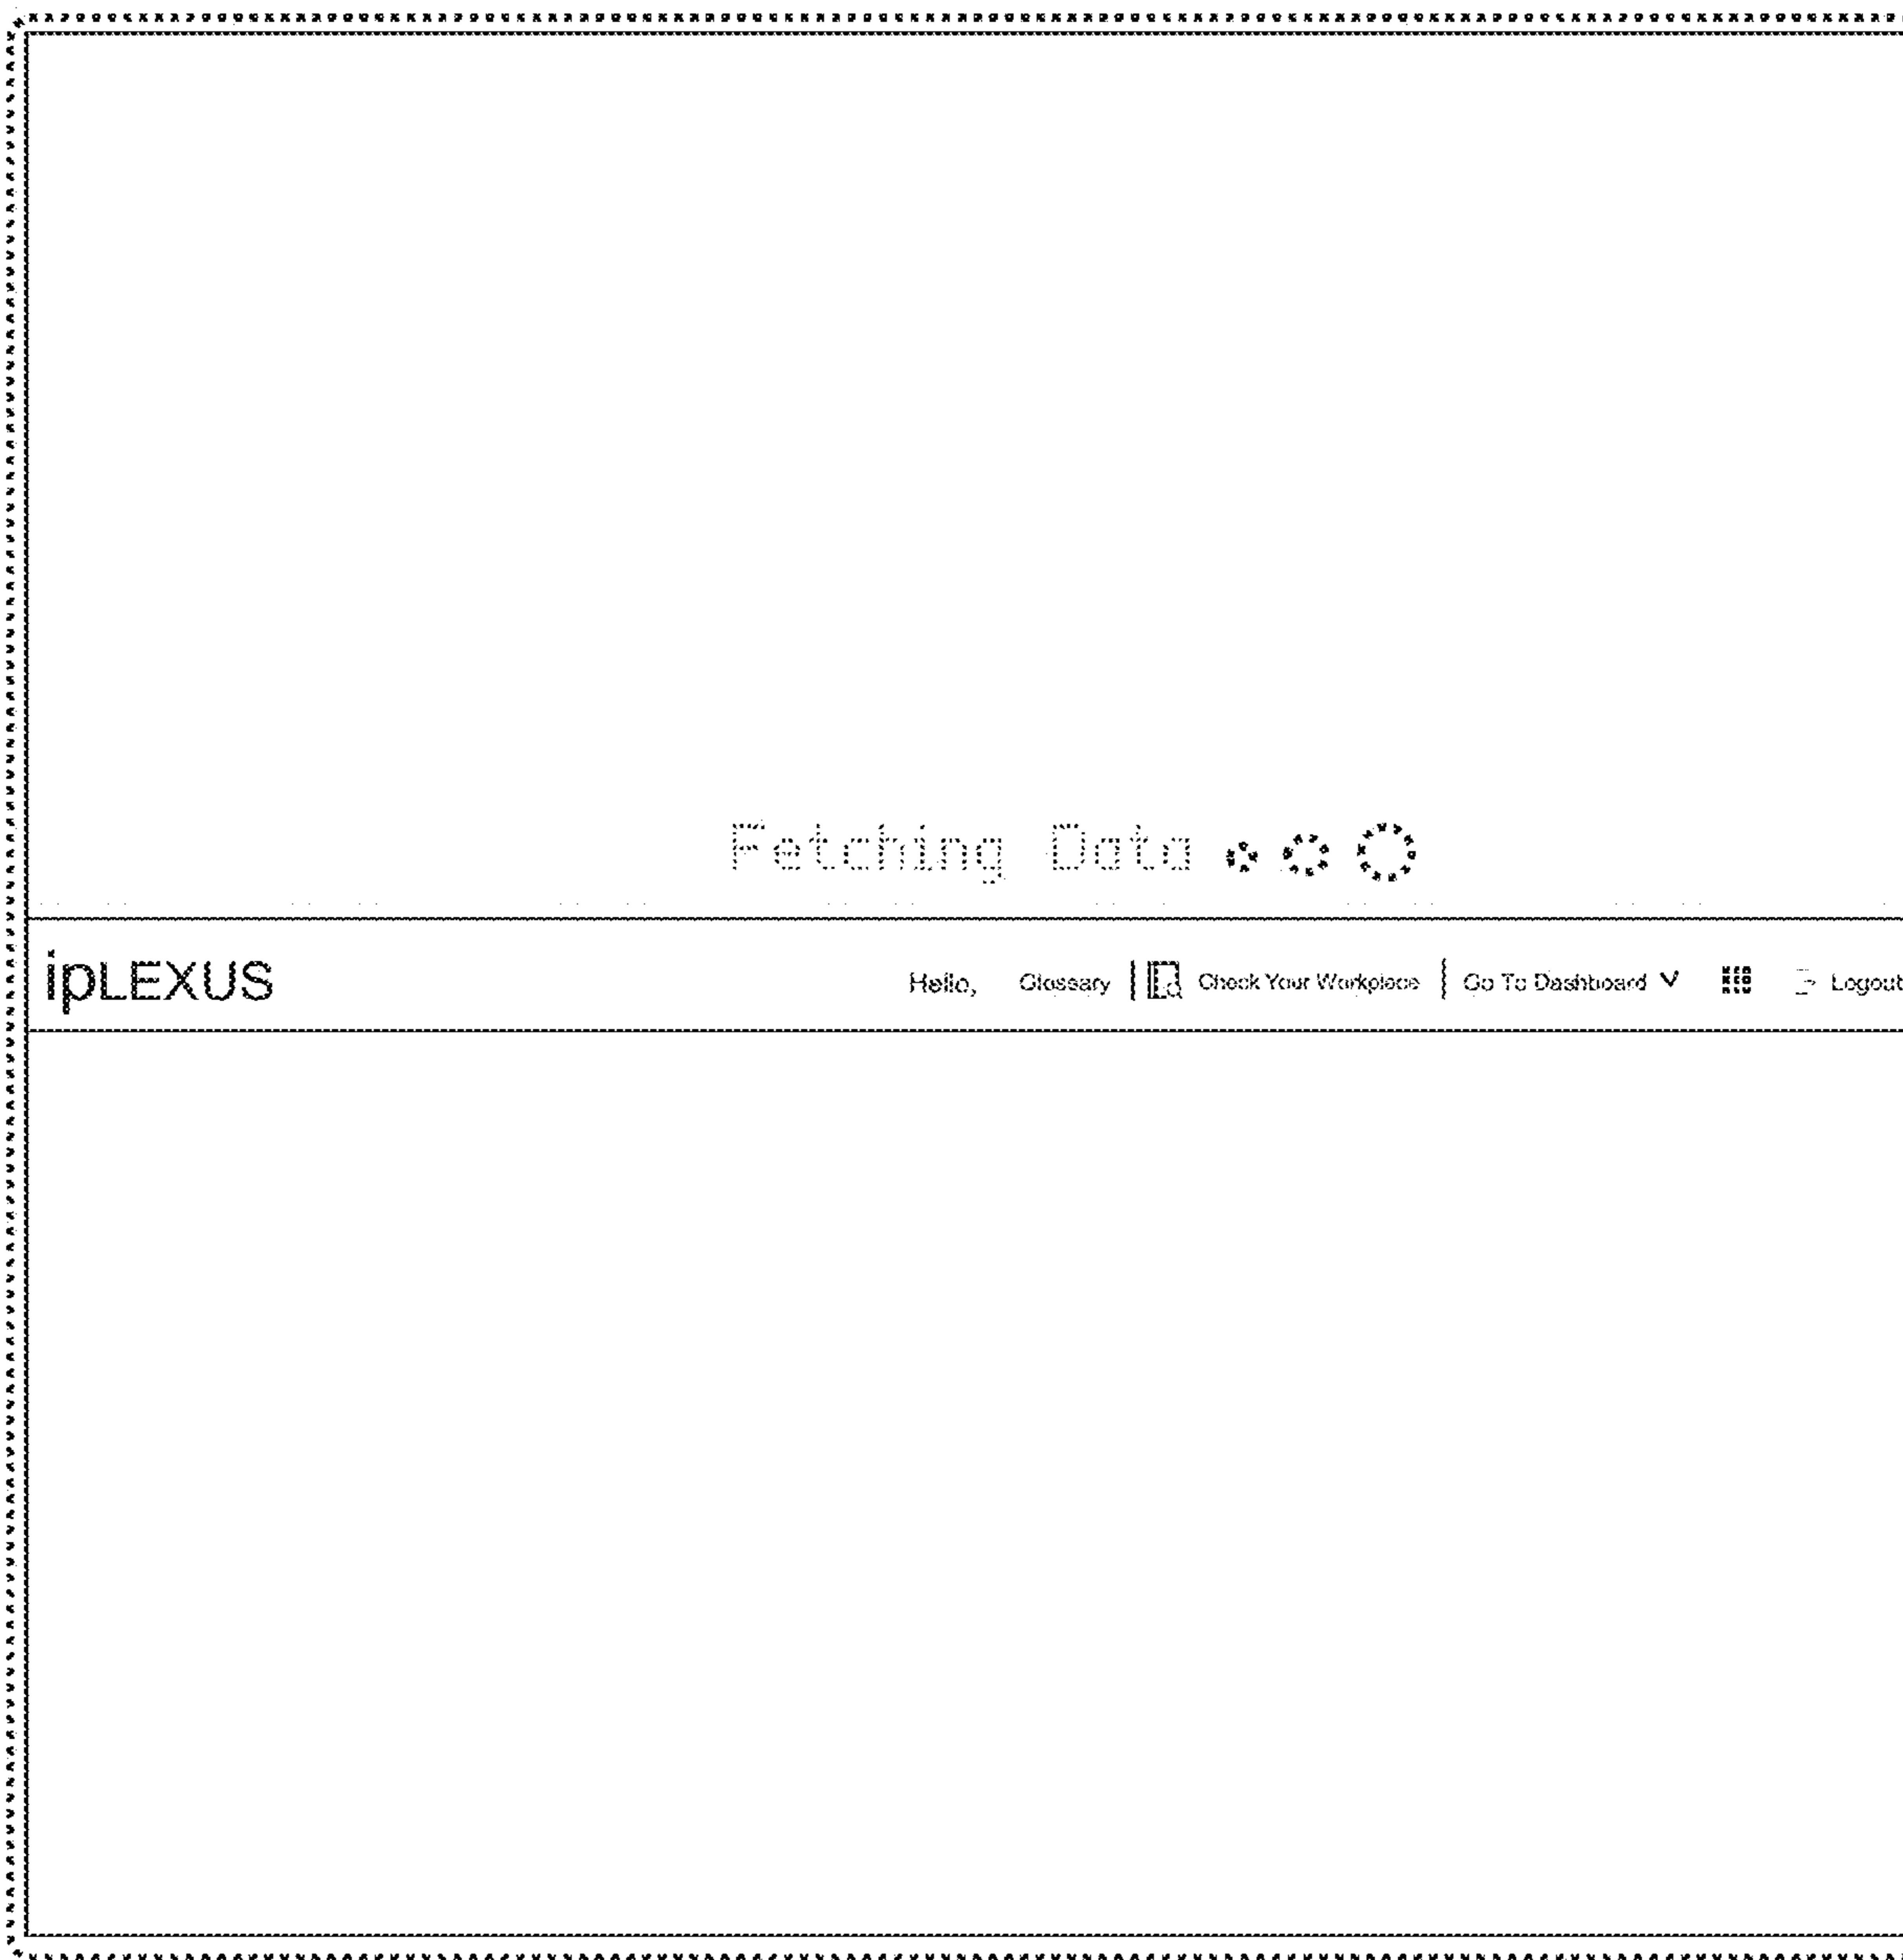 Fetching Data
ipLEXUS Hello, Glossary Check Your Workplace Go To Dashboard Logout